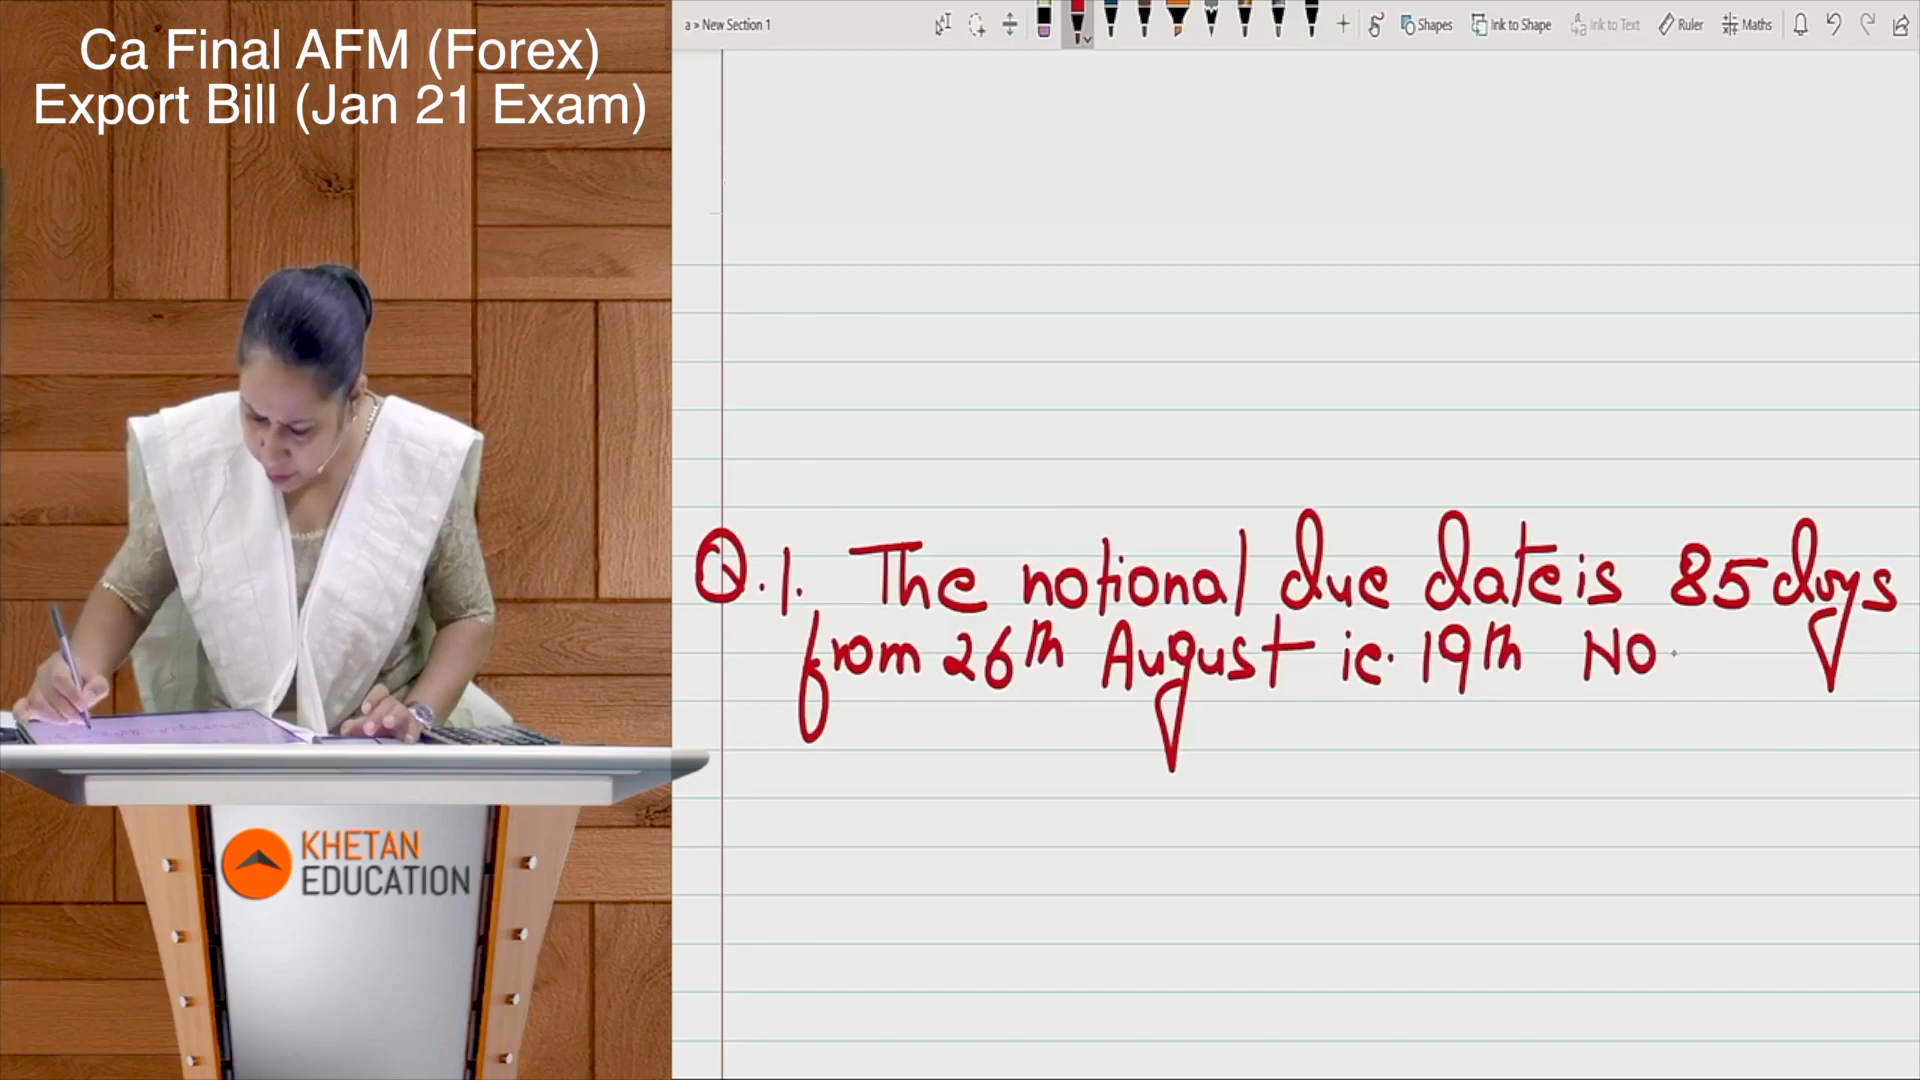 Ca Final AFM (Forex)
Export Bill (Jan 21 Exam)
a » New Section 1
Shapes
Ink to Shape
Ink to Text
Ruler
Maths
Q.1. The notional due date is 85 days
from 26th August ie. 19th NO
KHETAN
EDUCATION